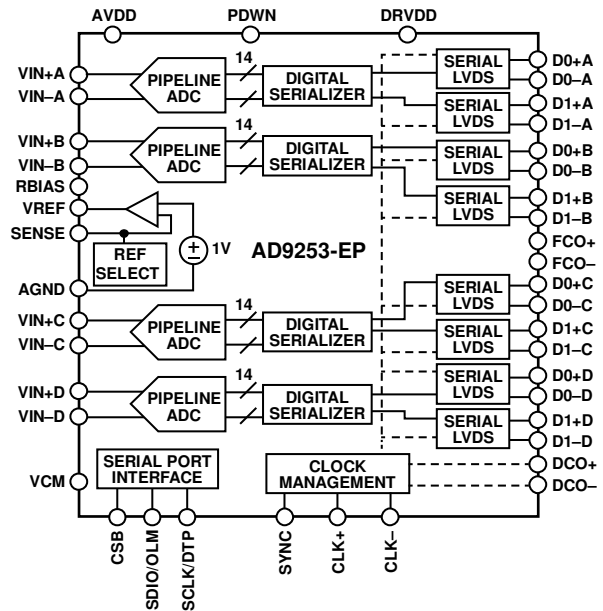 AVDD PDWN DRVDD
VIN+A
VIN–A
VIN+B
VIN–B
RBIAS
VREF
SENSE
AGND
VIN+C
VIN–C
VIN+D
VIN–D
VCM
PIPELINE
ADC
14
DIGITAL
SERIALIZER
SERIAL
LVDS
SERIAL
LVDS
PIPELINE
ADC
14
DIGITAL
SERIALIZER
SERIAL
LVDS
SERIAL
LVDS
REF
SELECT
+
–
1V
AD9253-EP
PIPELINE
ADC
14
DIGITAL
SERIALIZER
SERIAL
LVDS
SERIAL
LVDS
PIPELINE
ADC
14
DIGITAL
SERIALIZER
SERIAL
LVDS
SERIAL
LVDS
SERIAL PORT
INTERFACE
CLOCK
MANAGEMENT
D0+A
D0–A
D1+A
D1–A
D0+B
D0–B
D1+B
D1–B
FCO+
FCO–
D0+C
D0–C
D1+C
D1–C
D0+D
D0–D
D1+D
D1–D
DCO+
DCO–
CSB
SDIO/OLM
SCLK/DTP
SYNC
CLK+
CLK–